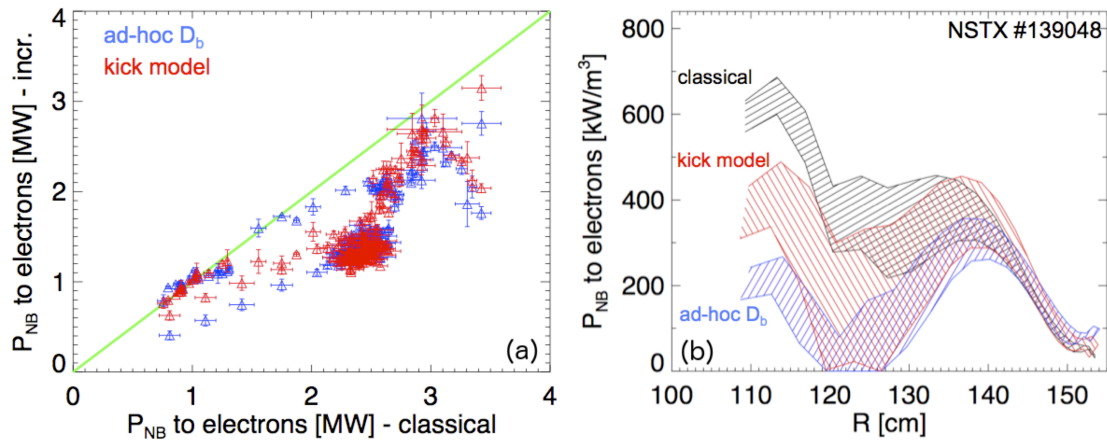 4
3
2
1
0
P_NB to electrons [MW] - incr.
ad-hoc D_b
kick model
(a)
0 1 2 3 4
P_NB to electrons [MW] - classical
800
600
400
200
0
P_NB to electrons [kW/m³]
NSTX #139048
classical
kick model
ad-hoc D_b
(b)
100 110 120 130 140 150
R [cm]